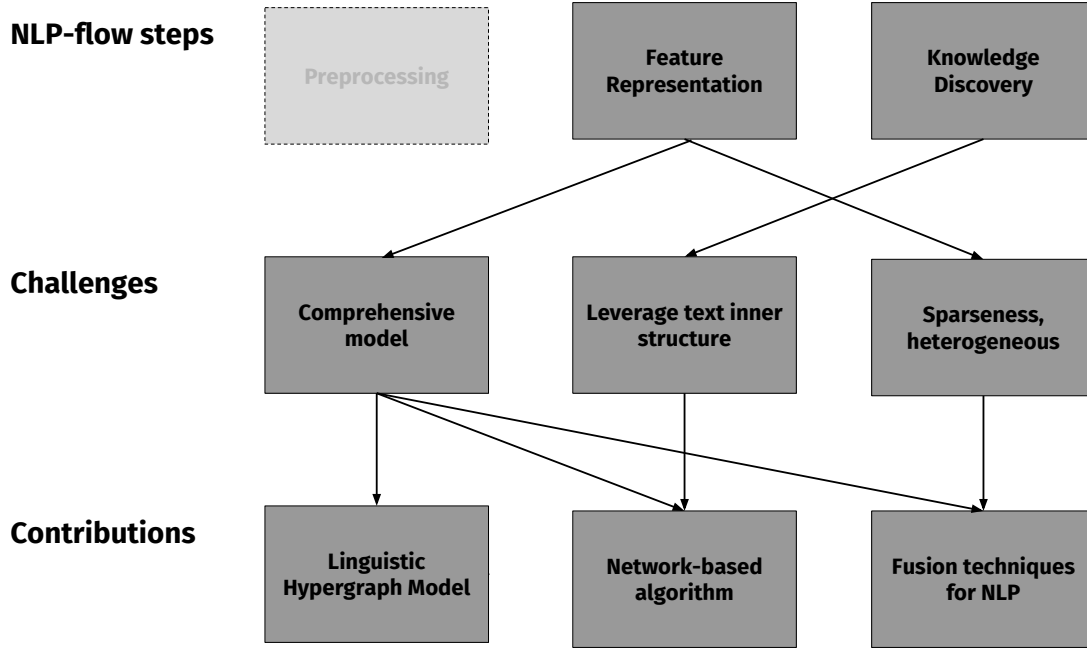 NLP-flow steps
Preprocessing
Feature
Representation
Knowledge
Discovery
Challenges
Comprehensive
model
Leverage text inner
structure
Sparseness,
heterogeneous
Contributions
Linguistic
Hypergraph Model
Network-based
algorithm
Fusion techniques
for NLP